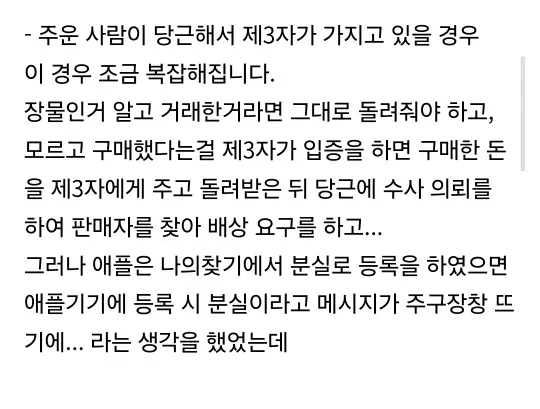 - 주운 사람이 당근해서 제3자가 가지고 있을 경우
이 경우 조금 복잡해집니다.
장물인거 알고 거래한거라면 그대로 돌려줘야 하고,
모르고 구매했다는걸 제3자가 입증을 하면 구매한 돈
을 제3자에게 주고 돌려받은 뒤 당근에 수사 의뢰를
하여 판매자를 찾아 배상 요구를 하고...
그러나 애플은 나의찾기에서 분실로 등록을 하였으면
애플기기에 등록 시 분실이라고 메시지가 주구장창 뜨
기에... 라는 생각을 했었는데